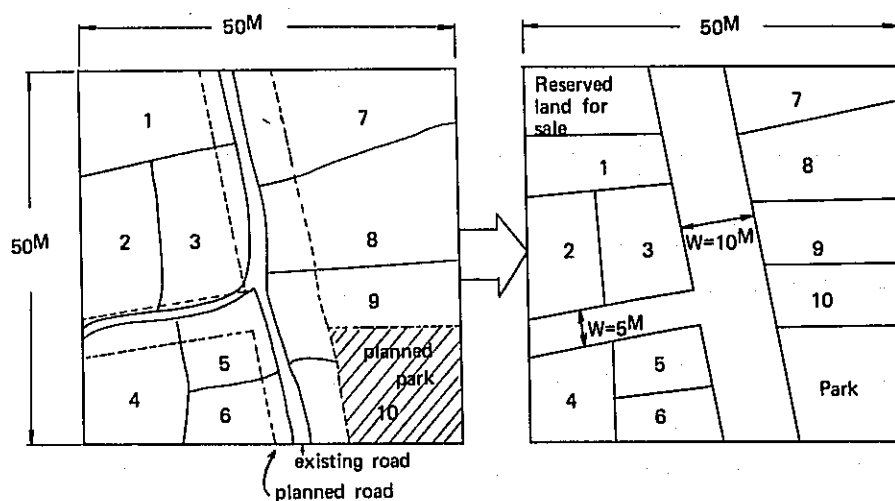 50M
50M
1
2
3
4
5
6
7
8
9
planned
park
10
existing road
planned road
50M
Reserved
land for
sale
1
2
3
4
5
6
7
8
9
10
W=10M
W=5M
Park